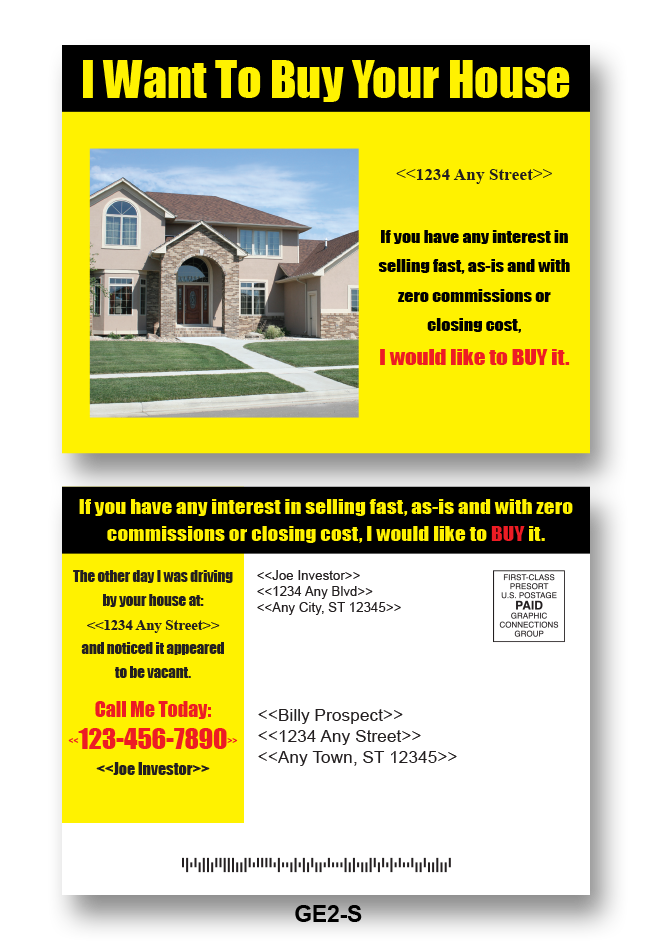 I Want To Buy Your House
<<1234 Any Street>>
If you have any interest in
selling fast, as-is and with
zero commissions or
closing cost,
I would like to BUY it.
If you have any interest in selling fast, as-is and with zero
commissions or closing cost, I would like to BUY it.
The other day I was driving
by your house at:
<<1234 Any Street>>
and noticed it appeared
to be vacant.
Call Me Today:
<<123-456-7890>>
<<Joe Investor>>
<<Joe Investor>>
<<1234 Any Blvd>>
<<Any City, ST 12345>>
FIRST-CLASS
PRESORT
U.S. POSTAGE
PAID
GRAPHIC
CONNECTIONS
GROUP
<<Billy Prospect>>
<<1234 Any Street>>
<<Any Town, ST 12345>>
GE2-S